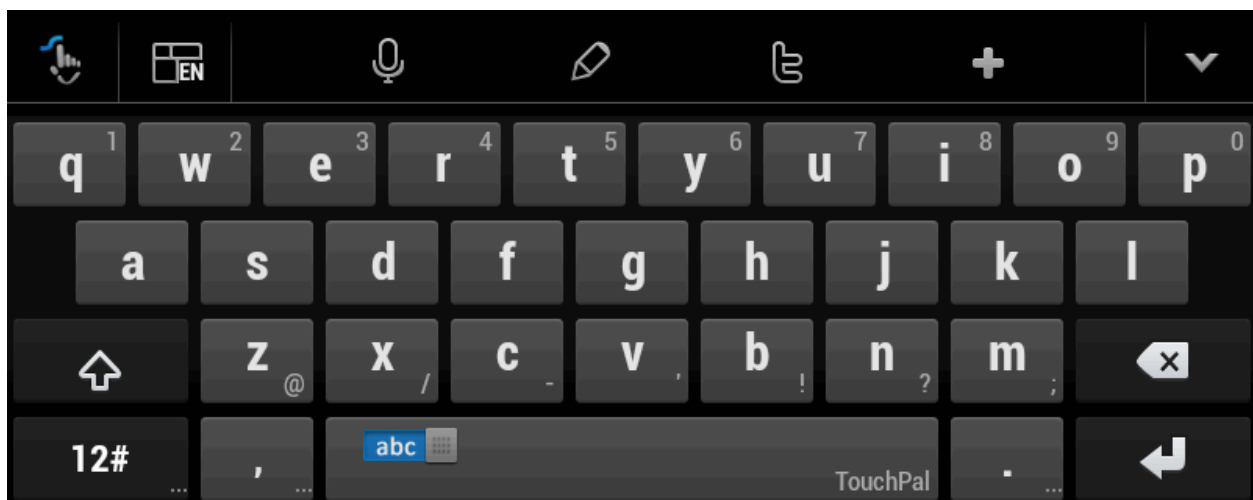 EN
q 1 w 2 e 3 r 4 t 5 y 6 u 7 i 8 o 9 p 0
a s d f g h j k l
z @ x / c - v ' b ! n ? m ;
12# ... , ... abc TouchPal . ...